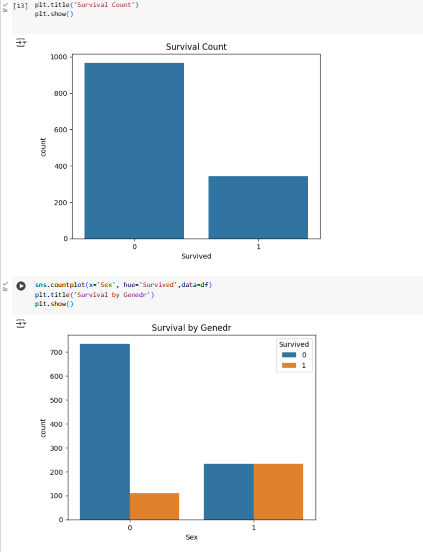 [13] plt.title('Survival Count')
plt.show()
Survival Count
1000
800
600
400
200
0
count
0 1
Survived
sns.countplot(x='Sex', hue='Survived',data=df)
plt.title('Survival by Genedr')
plt.show()
Survival by Genedr
Survived
0
1
700
600
500
400
300
200
100
0
count
0 1
Sex